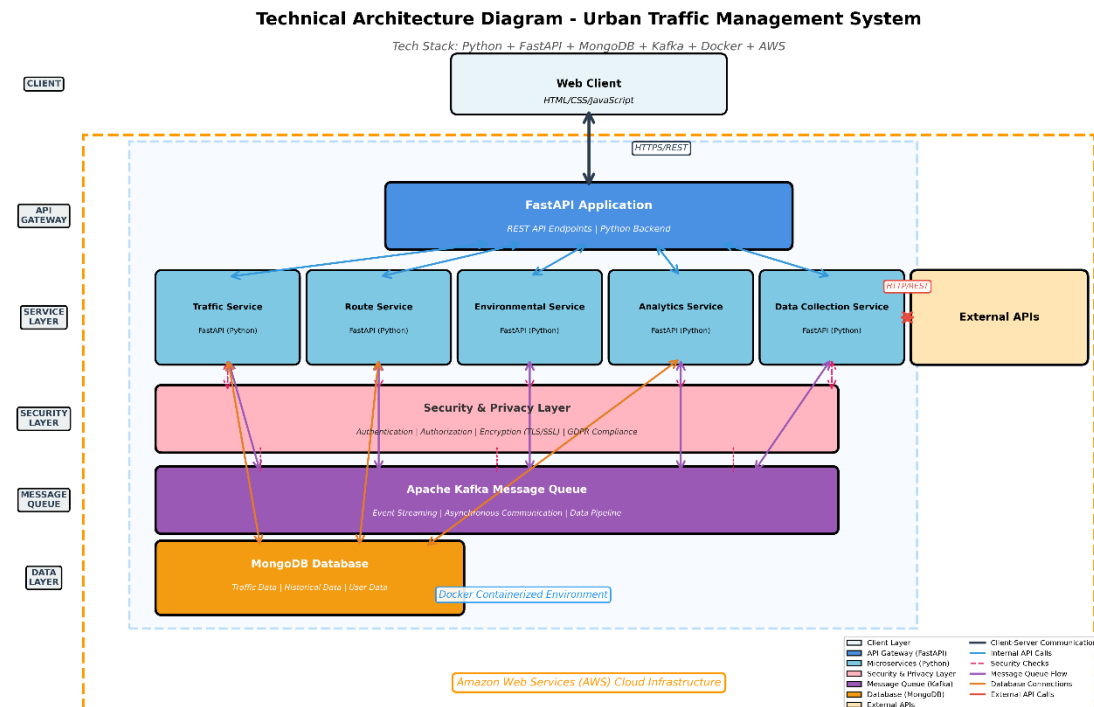 Technical Architecture Diagram - Urban Traffic Management System
Tech Stack: Python + FastAPI + MongoDB + Kafka + Docker + AWS
CLIENT
Web Client
HTML/CSS/JavaScript
HTTPS/REST
API
GATEWAY
FastAPI Application
REST API Endpoints | Python Backend
SERVICE
LAYER
Traffic Service
FastAPI (Python)
Route Service
FastAPI (Python)
Environmental Service
FastAPI (Python)
Analytics Service
FastAPI (Python)
Data Collection Service
FastAPI (Python)
HTTP/REST
External APIs
SECURITY
LAYER
Security & Privacy Layer
Authentication | Authorization | Encryption (TLS/SSL) | GDPR Compliance
MESSAGE
QUEUE
Apache Kafka Message Queue
Event Streaming | Asynchronous Communication | Data Pipeline
DATA
LAYER
MongoDB Database
Traffic Data | Historical Data | User Data
Docker Containerized Environment
Amazon Web Services (AWS) Cloud Infrastructure
Client Layer
API Gateway (FastAPI)
Microservices (Python)
Security & Privacy Layer
Message Queue (Kafka)
Database (MongoDB)
External APIs
Client-Server Communication
Internal API Calls
Security Checks
Message Queue Flow
Database Connections
External API Calls